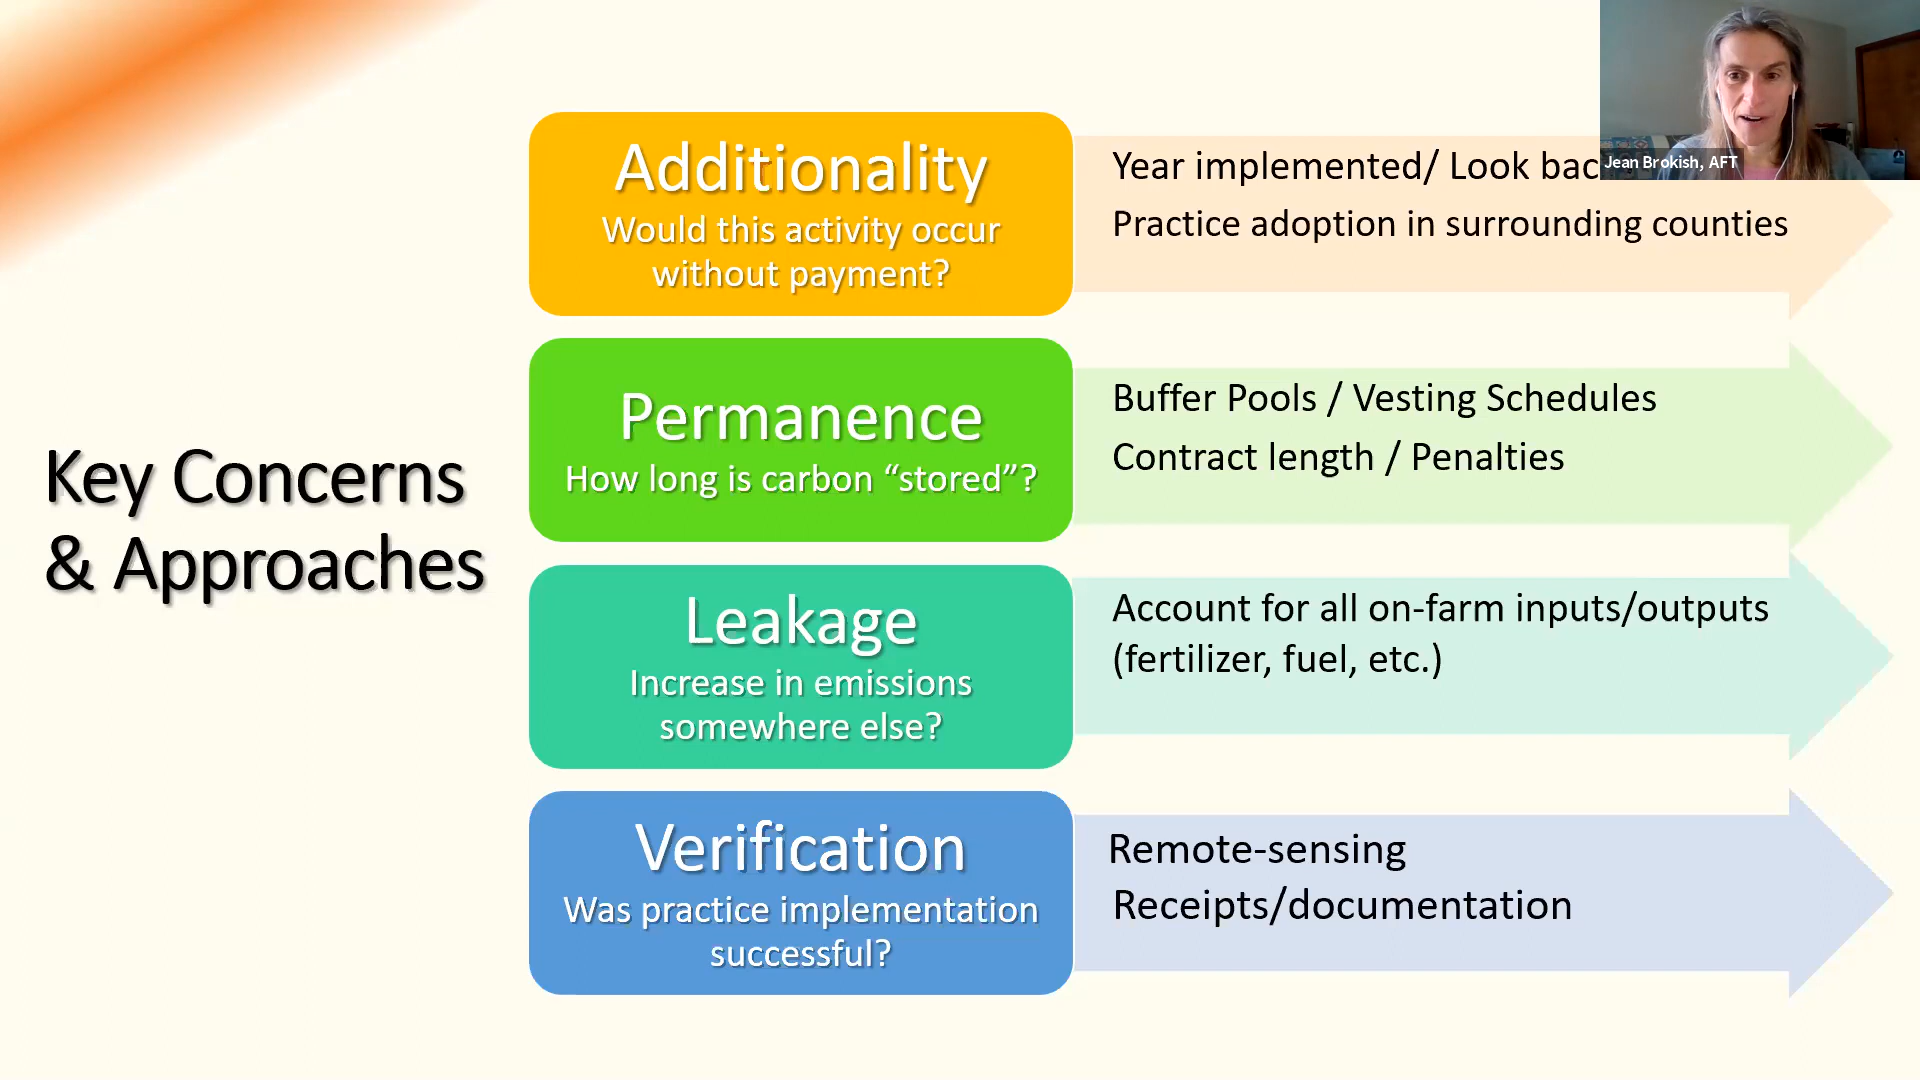 Key Concerns
& Approaches
Additionality
Would this activity occur
without payment?
Year implemented/ Look
Practice adoption in surrounding counties
Permanence
How long is carbon “stored”?
Buffer Pools / Vesting Schedules
Contract length / Penalties
Leakage
Increase in emissions
somewhere else?
Account for all on-farm inputs/outputs
(fertilizer, fuel, etc.)
Verification
Was practice implementation
successful?
Remote-sensing
Receipts/documentation
Jean Brokish, AFT